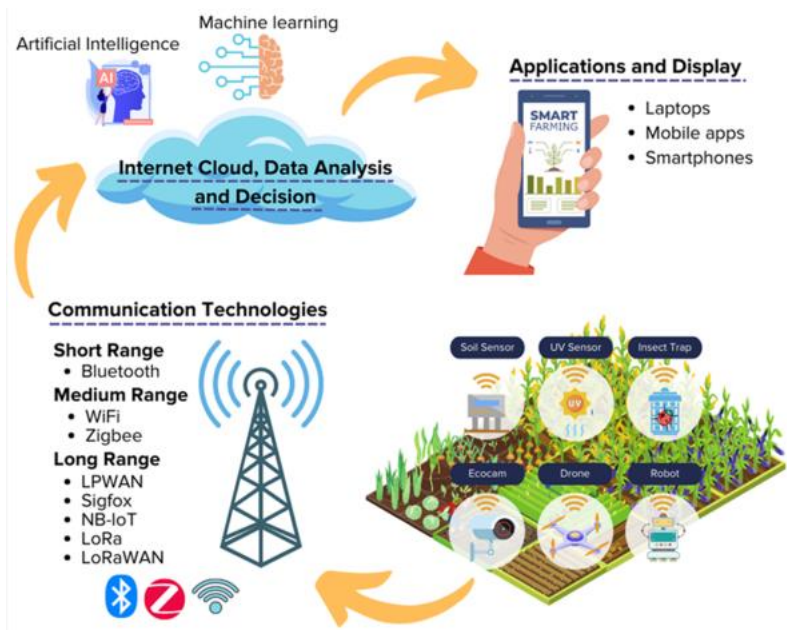 Artificial Intelligence
Machine learning
AI
Internet Cloud, Data Analysis
and Decision
Applications and Display
SMART
FARMING
• Laptops
• Mobile apps
• Smartphones
Communication Technologies
Short Range
• Bluetooth
Medium Range
• WiFi
• Zigbee
Long Range
• LPWAN
• Sigfox
• NB-IoT
• LoRa
• LoRaWAN
Soil Sensor
UV Sensor
Insect Trap
UV
Ecocam
Drone
Robot